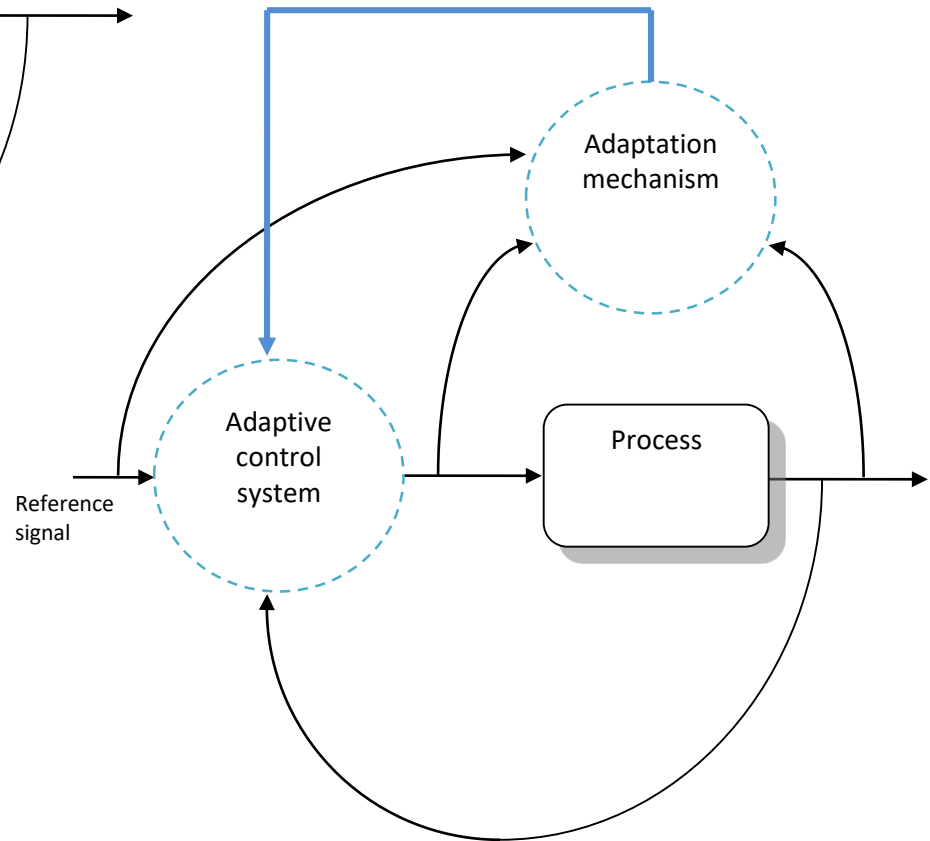 Adaptation
mechanism
Adaptive
control
system
Process
Reference
signal